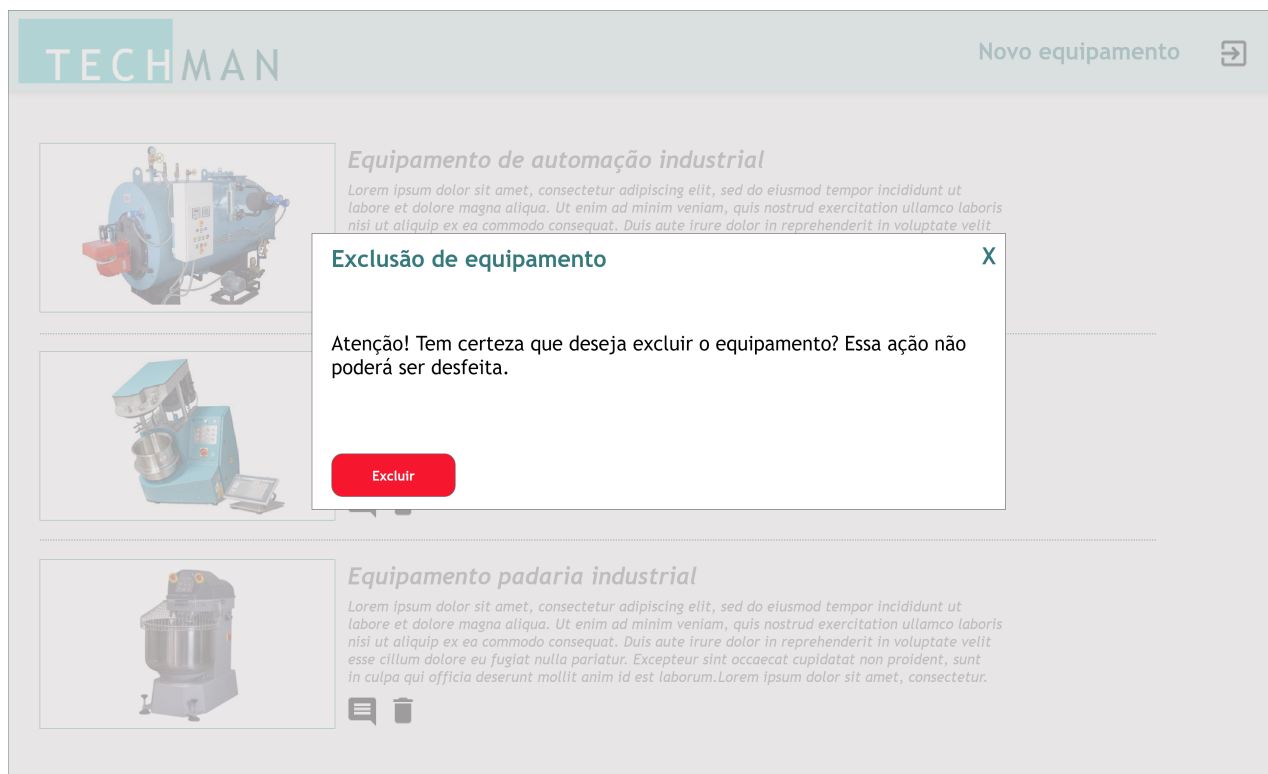 TECHMAN
Novo equipamento
Equipamento de automação industrial
Lorem ipsum dolor sit amet, consectetur adipiscing elit, sed do eiusmod tempor incididunt ut
labore et dolore magna aliqua. Ut enim ad minim veniam, quis nostrud exercitation ullamco laboris
nisi ut aliquip ex ea commodo consequat. Duis aute irure dolor in reprehenderit in voluptate velit
Exclusão de equipamento
X
Atenção! Tem certeza que deseja excluir o equipamento? Essa ação não
poderá ser desfeita.
Excluir
Equipamento padaria industrial
Lorem ipsum dolor sit amet, consectetur adipiscing elit, sed do eiusmod tempor incididunt ut
labore et dolore magna aliqua. Ut enim ad minim veniam, quis nostrud exercitation ullamco laboris
nisi ut aliquip ex ea commodo consequat. Duis aute irure dolor in reprehenderit in voluptate velit
esse cillum dolore eu fugiat nulla pariatur. Excepteur sint occaecat cupidatat non proident, sunt
in culpa qui officia deserunt mollit anim id est laborum.Lorem ipsum dolor sit amet, consectetur.